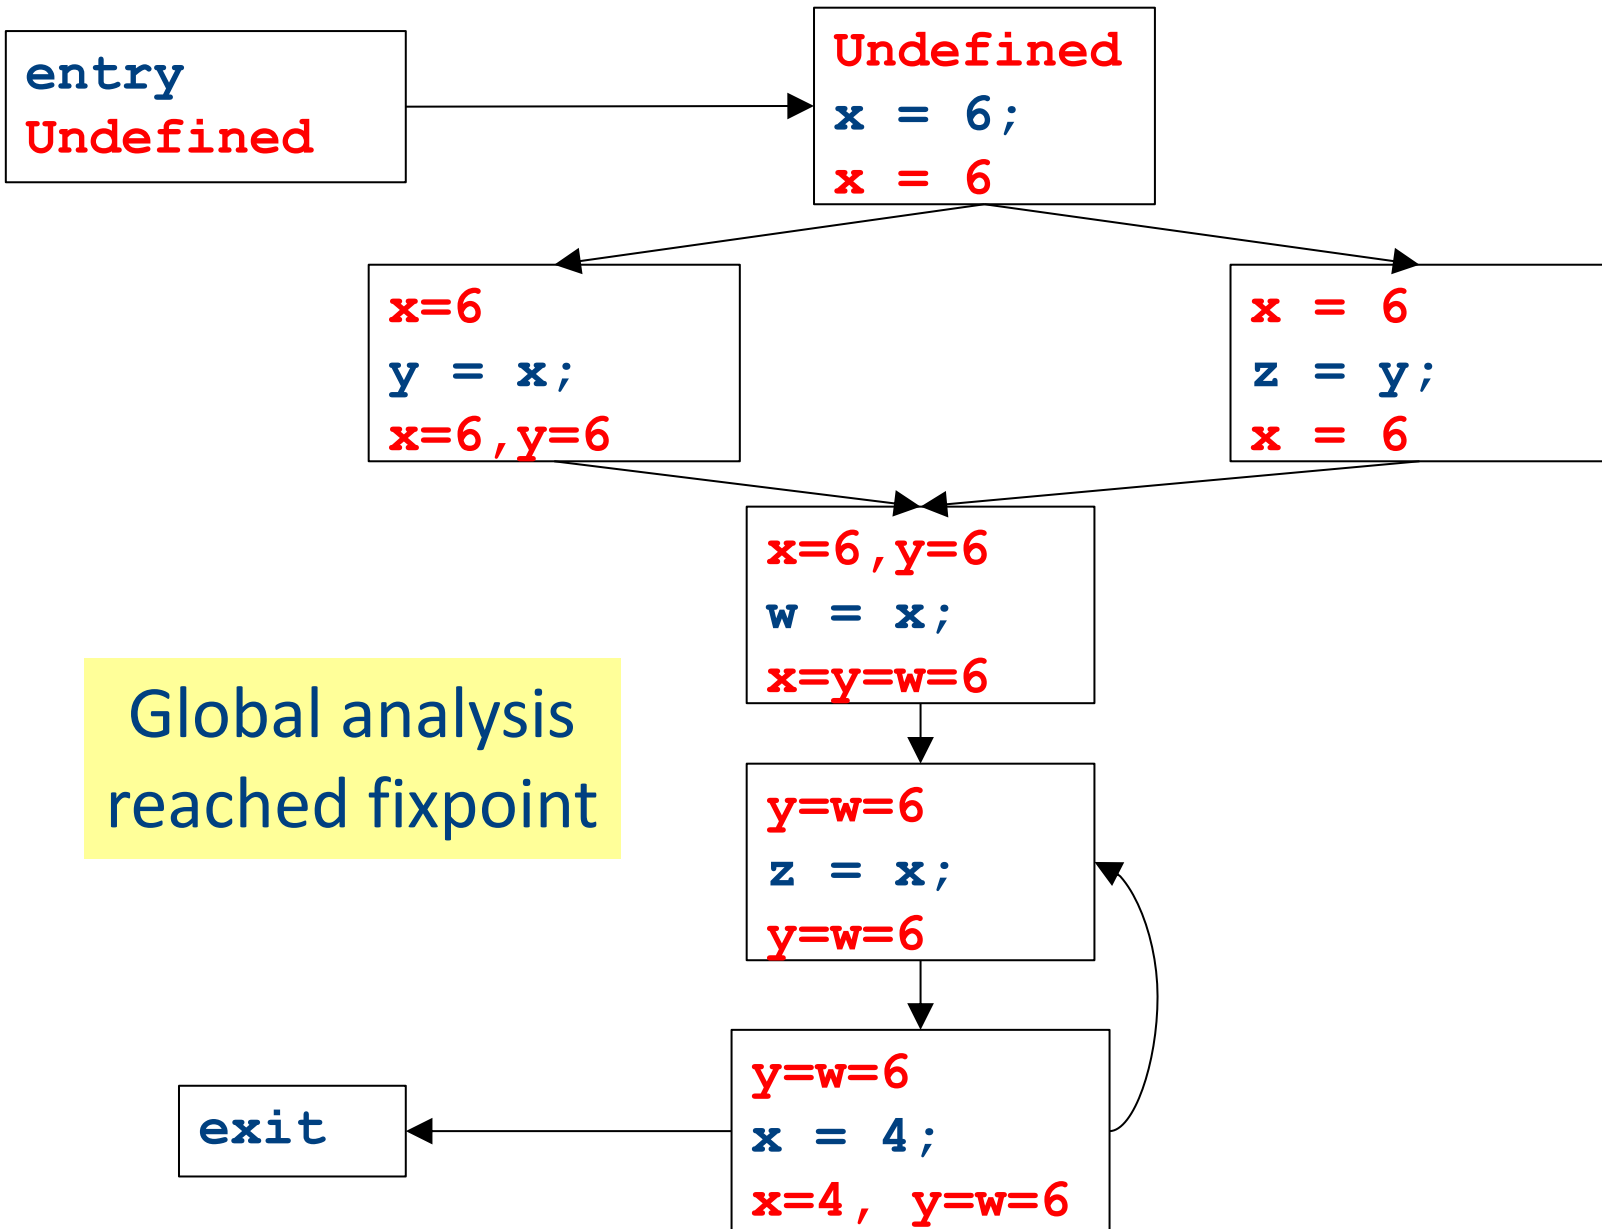 entry
Undefined
Undefined
x = 6;
x = 6
x=6
y = x;
x=6,y=6
x = 6
z = y;
x = 6
x=6,y=6
w = x;
x=y=w=6
Global analysis
reached fixpoint
y=w=6
z = x;
y=w=6
y=w=6
x = 4;
x=4, y=w=6
exit